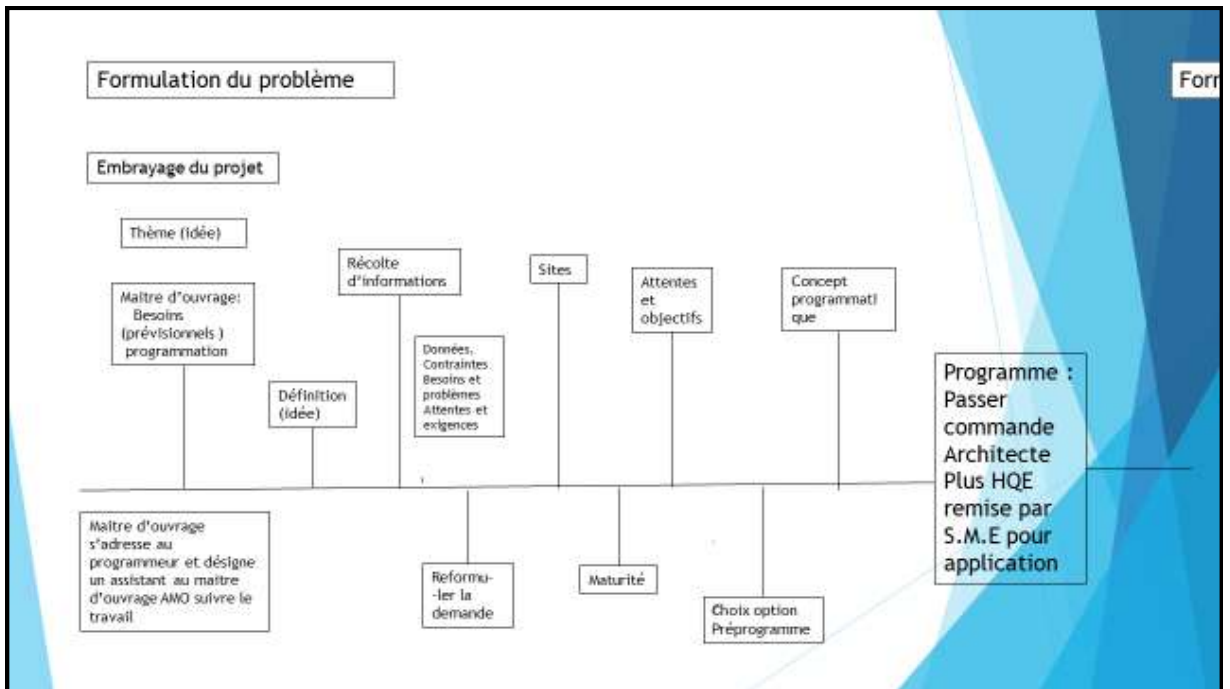 Formulation du problème
Forr
Embrayage du projet
Thème (idée)
Maître d'ouvrage:
Besoins
(prévisionnels )
programmation
Définition
(idée)
Récolte
d'informations
Données,
Contraintes
Besoins et
problèmes
Attentes et
exigences
Sites
Attentes
et
objectifs
Concept
programmati
que
Programme :
Passer
commande
Architecte
Plus HQE
remise par
S.M.E pour
application
Maître d'ouvrage
s'adresse au
programmeur et désigne
un assistant au maitre
d'ouvrage AMO suivre le
travail
Reformu-
-ler la
demande
Maturité
Choix option
Préprogramme